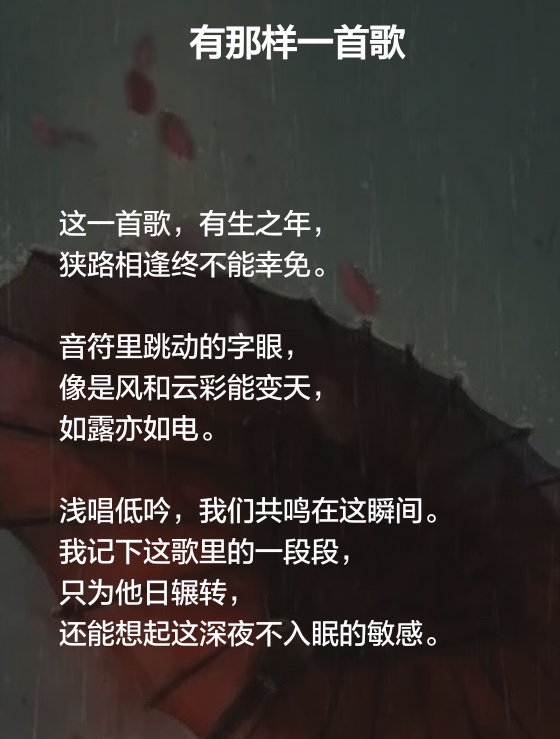 有那样一首歌
这一首歌，有生之年，
狭路相逢终不能幸免。
音符里跳动的字眼，
像是风和云彩能变天，
如露亦如电。
浅唱低吟，我们共鸣在这瞬间。
我记下这歌里的一段段，
只为他日辗转，
还能想起这深夜不入眠的敏感。